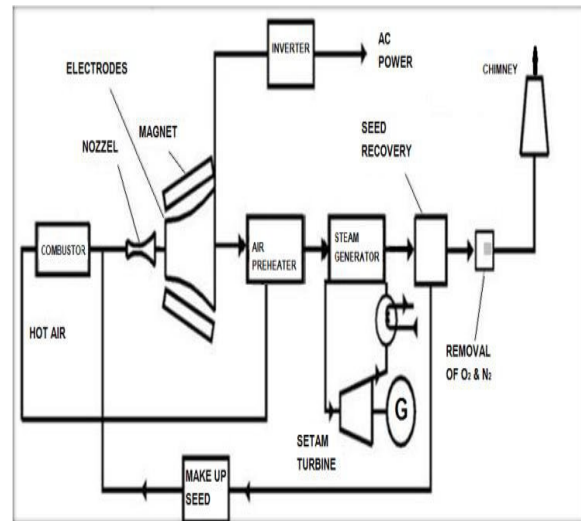 INVERTER
AC
POWER
ELECTRODES
MAGNET
NOZZEL
COMBUSTOR
HOT AIR
AIR
PREHEATER
STEAM
GENERATOR
SEED
RECOVERY
CHIMNEY
REMOVAL
OF O₂ & N₂
SETAM
TURBINE
G
MAKE UP
SEED